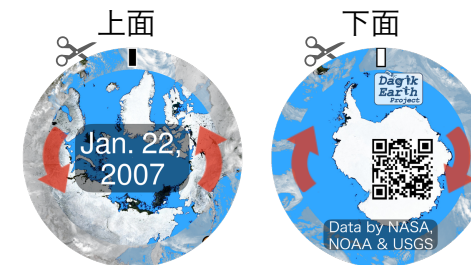 上面
下面
Jan. 22,
2007
Dagik
Earth
Project
Data by NASA,
NOAA & USGS